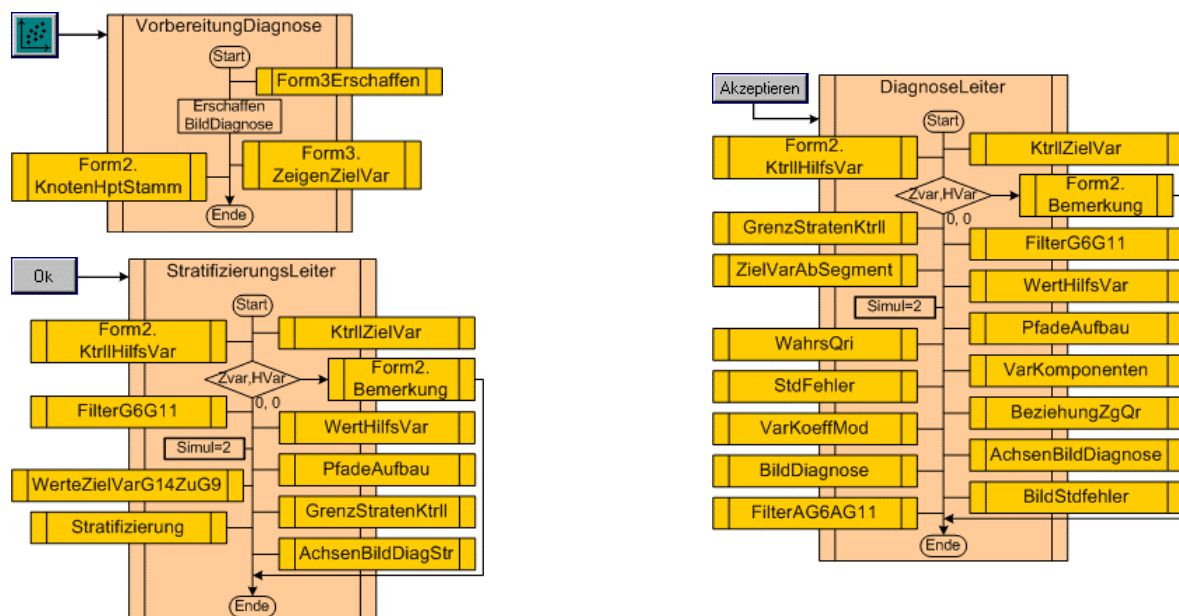 VorbereitungDiagnose
Start
Form3Erschaffen
Erschaffen
BildDiagnose
Form2.
KnotenHptStamm
Form3.
ZeigenZielVar
Ende
Ok
StratifizierungsLeiter
Start
Form2.
KtrllHilfsVar
KtrllZielVar
Zvar,HVar
Form2.
Bemerkung
0, 0
FilterG6G11
WertHilfsVar
Simul=2
PfadeAufbau
WerteZielVarG14ZuG9
GrenzStratenKtrll
Stratifizierung
AchsenBildDiagStr
Ende
Akzeptieren
DiagnoseLeiter
Start
Form2.
KtrllHilfsVar
KtrllZielVar
Zvar,HVar
Form2.
Bemerkung
0, 0
GrenzStratenKtrll
FilterG6G11
ZielVarAbSegment
WertHilfsVar
Simul=2
PfadeAufbau
WahrsQri
VarKomponenten
StdFehler
BeziehungZgQr
VarKoeffMod
AchsenBildDiagnose
BildDiagnose
BildStdfehler
FilterAG6AG11
Ende